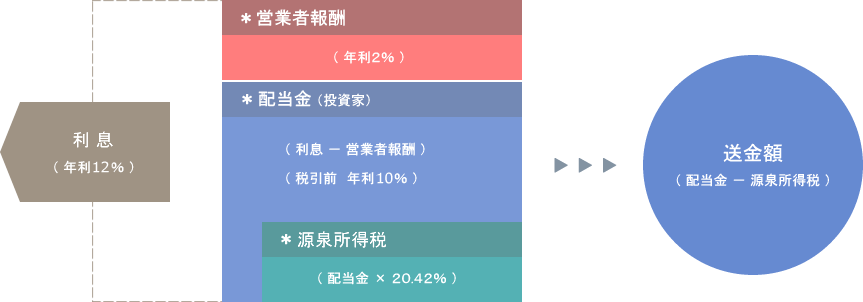 ＊営業者報酬
（ 年利2% ）
＊配当金（投資家）
利 息
（ 年利12% ）
（ 利息 － 営業者報酬 ）
（ 税引前 年利10% ）
＊源泉所得税
（ 配当金 × 20.42% ）
送金額
（ 配当金 － 源泉所得税 ）